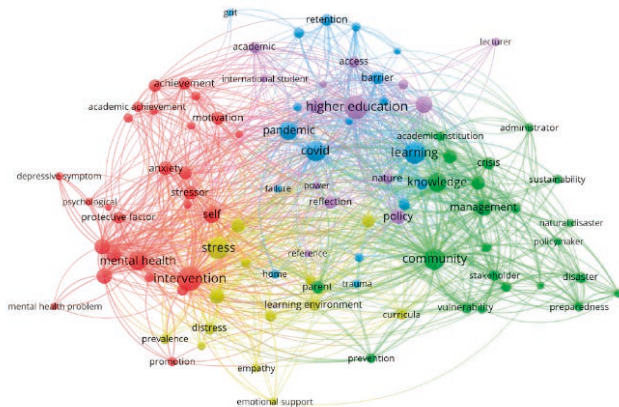 grit
retention
academic
lecturer
access
international student
barrier
achievement
higher education
academic achievement
motivation
pandemic
academic institution
administrator
covid
learning
crisis
anxiety
depressive symptom
nature
knowledge
sustainability
stressor
failure
power
psychological
reflection
management
protective factor
self
policy
natural disaster
stress
policymaker
reference
mental health
community
intervention
home
stakeholder
disaster
parent
trauma
mental health problem
learning environment
vulnerability
preparedness
distress
curricula
prevalence
promotion
prevention
empathy
emotional support